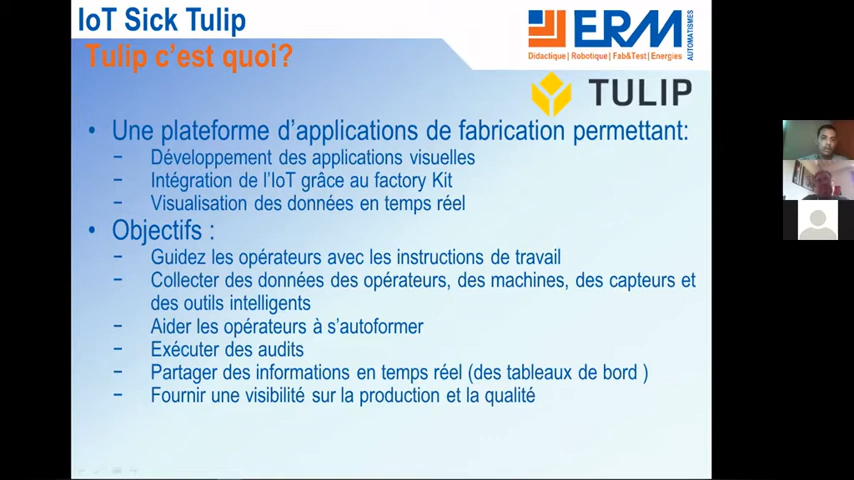 IoT Sick Tulip
Tulip c’est quoi?
ERM
AUTOMATISMES
Didactique | Robotique | Fab&Test | Energies
TULIP
• Une plateforme d’applications de fabrication permettant:
− Développement des applications visuelles
− Intégration de l’IoT grâce au factory Kit
− Visualisation des données en temps réel
• Objectifs :
− Guidez les opérateurs avec les instructions de travail
− Collecter des données des opérateurs, des machines, des capteurs et
des outils intelligents
− Aider les opérateurs à s’autoformer
− Exécuter des audits
− Partager des informations en temps réel (des tableaux de bord )
− Fournir une visibilité sur la production et la qualité